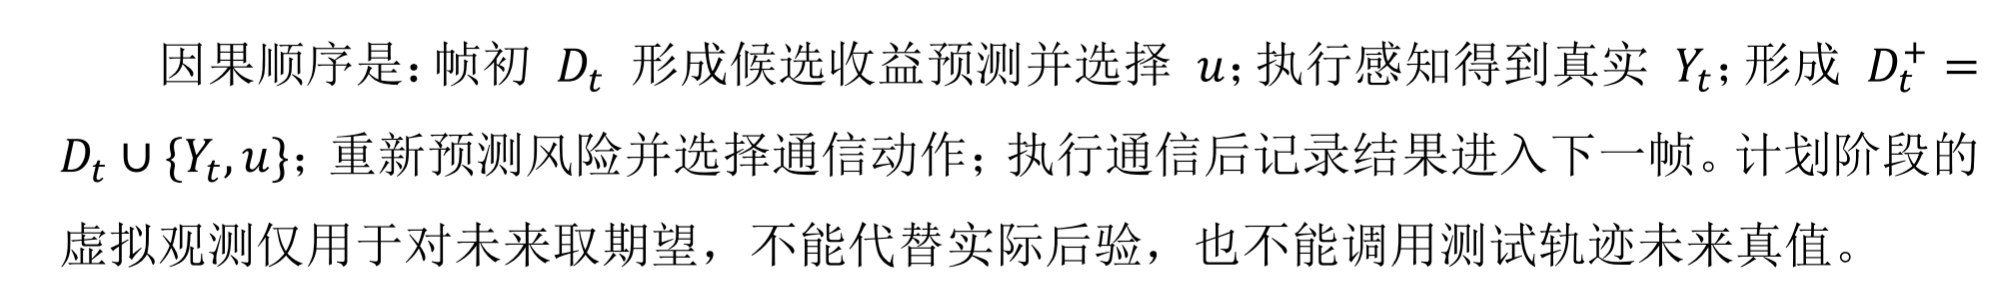 因果顺序是：帧初 D_t 形成候选收益预测并选择 u；执行感知得到真实 Y_t；形成 D_t^+ =
D_t ∪ {Y_t, u}；重新预测风险并选择通信动作；执行通信后记录结果进入下一帧。计划阶段的
虚拟观测仅用于对未来取期望，不能代替实际后验，也不能调用测试轨迹未来真值。